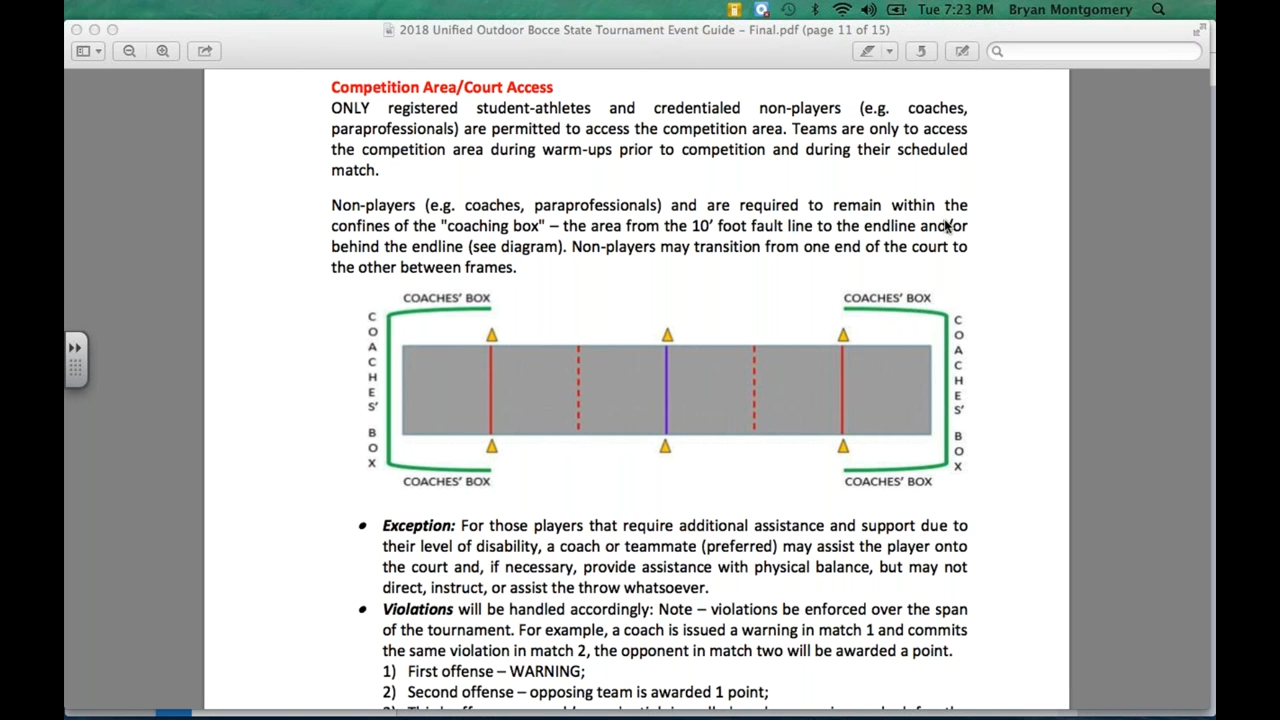 Tue 7:23 PM Bryan Montgomery
2018 Unified Outdoor Bocce State Tournament Event Guide – Final.pdf (page 11 of 15)
Competition Area/Court Access
ONLY registered student-athletes and credentialed non-players (e.g. coaches,
paraprofessionals) are permitted to access the competition area. Teams are only to access
the competition area during warm-ups prior to competition and during their scheduled
match.
Non-players (e.g. coaches, paraprofessionals) and are required to remain within the
confines of the "coaching box" – the area from the 10' foot fault line to the endline and/or
behind the endline (see diagram). Non-players may transition from one end of the court to
the other between frames.
COACHES' BOX
COACHES' BOX
COACHES' BOX
COACHES' BOX
COACHES' BOX
COACHES' BOX
• Exception: For those players that require additional assistance and support due to
their level of disability, a coach or teammate (preferred) may assist the player onto
the court and, if necessary, provide assistance with physical balance, but may not
direct, instruct, or assist the throw whatsoever.
• Violations will be handled accordingly: Note – violations be enforced over the span
of the tournament. For example, a coach is issued a warning in match 1 and commits
the same violation in match 2, the opponent in match two will be awarded a point.
1) First offense – WARNING;
2) Second offense – opposing team is awarded 1 point;